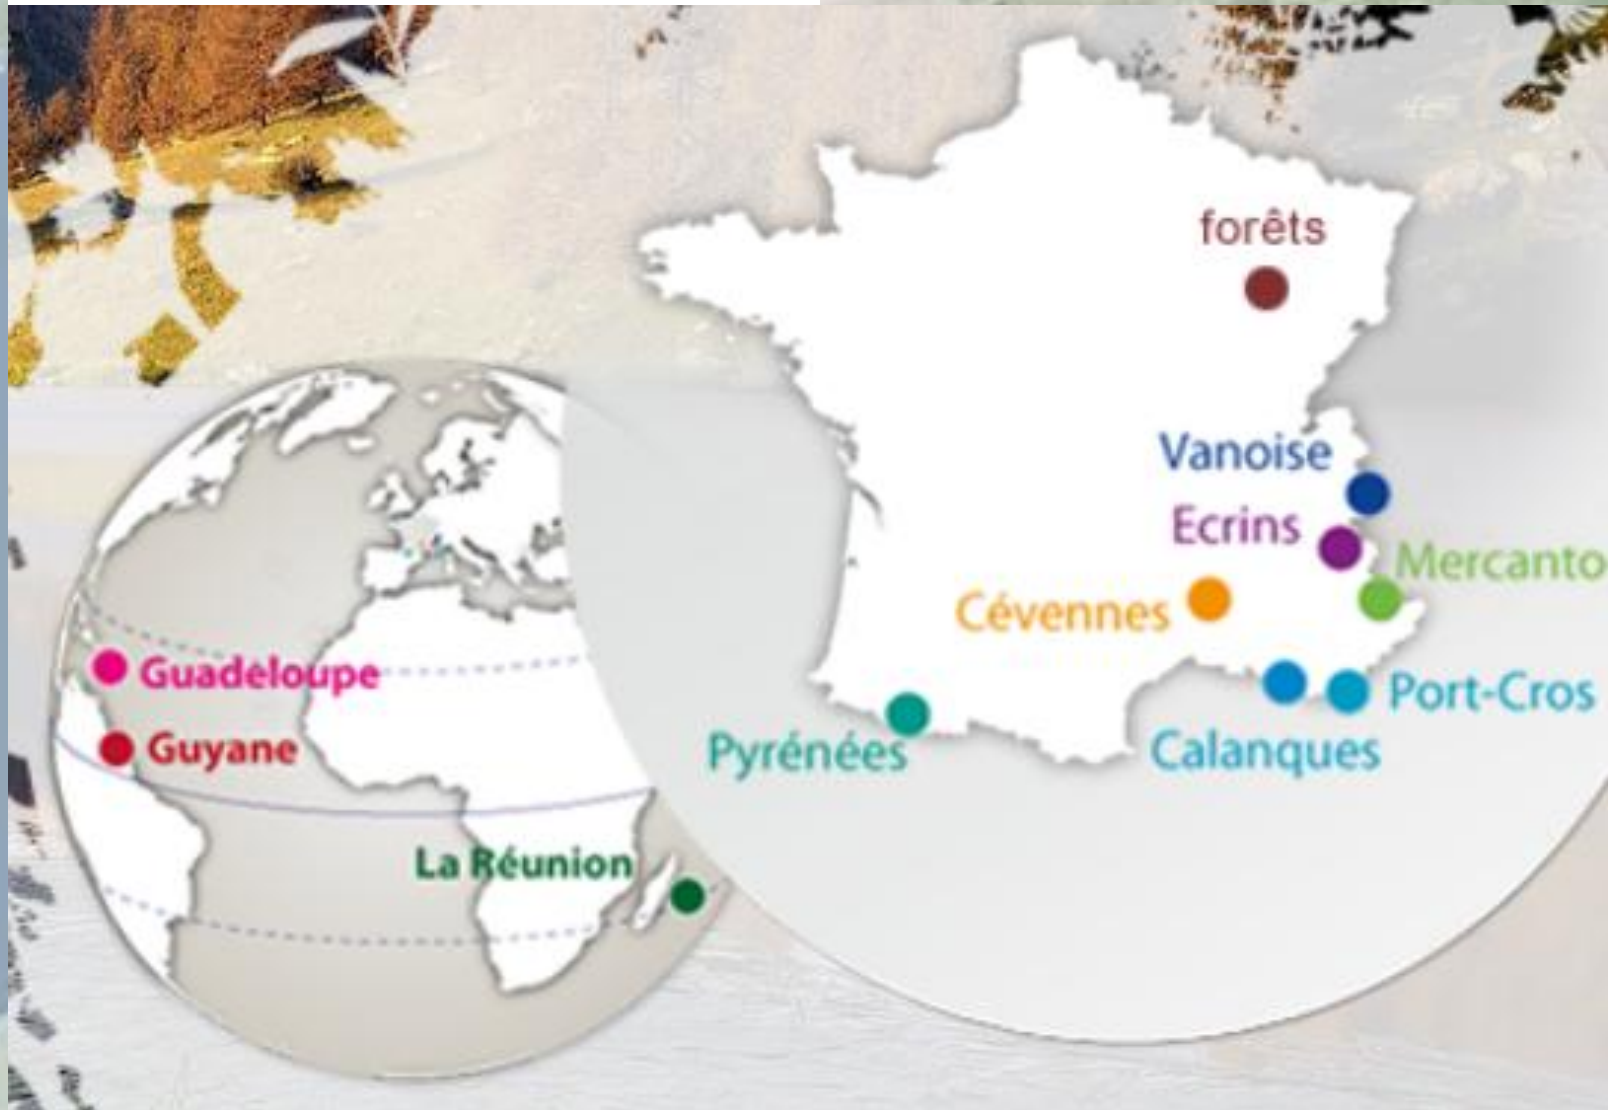 forêts
Vanoise
Ecrins
Mercanto
Cévennes
Guadeloupe
Port-Cros
Guyane
Pyrénées
Calanques
La Réunion